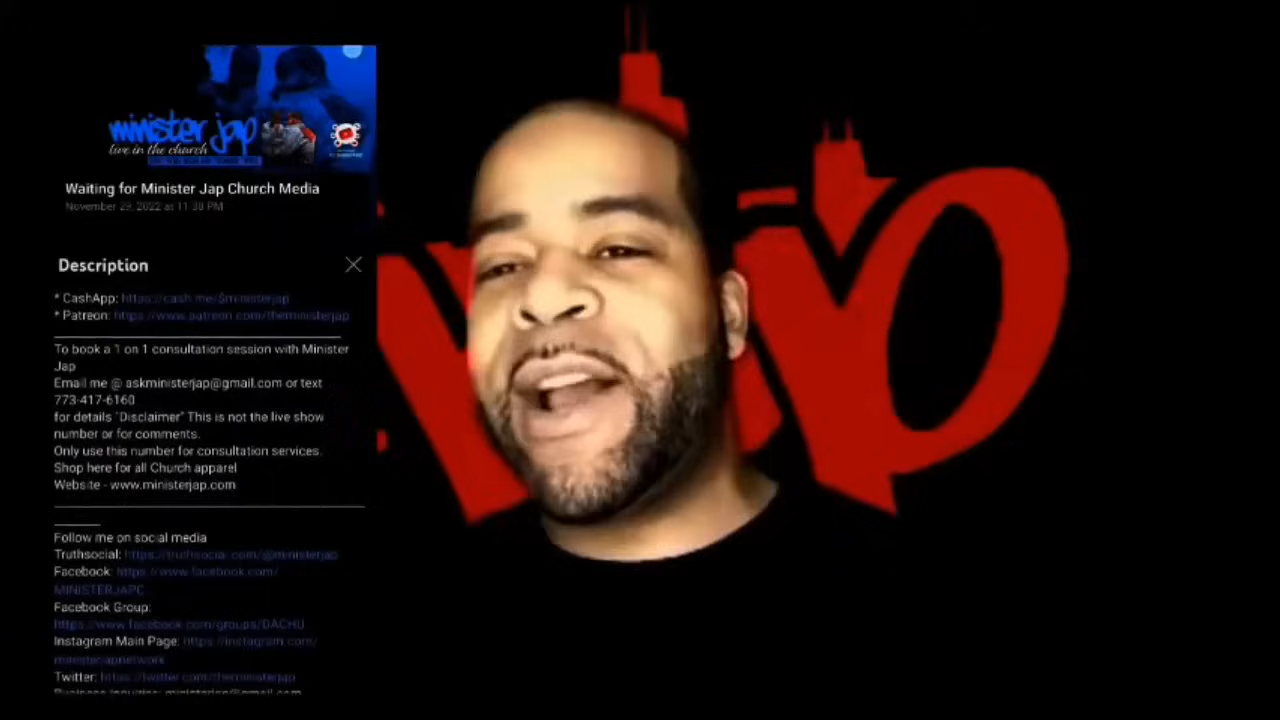 minister jap
live in the church
Waiting for Minister Jap Church Media
November 29, 2022 at 11:30 PM
Description
* CashApp: https://cash.me/$ministerjap
* Patreon: https://www.patreon.com/theministerjap
To book a 1 on 1 consultation session with Minister
Jap
Email me @ askministerjap@gmail.com or text
773-417-6160
for details "Disclaimer" This is not the live show
number or for comments.
Only use this number for consultation services.
Shop here for all Church apparel
Website - www.ministerjap.com
Follow me on social media
Truthsocial: https://truthsocial.com/@ministerjap
Facebook: https://www.facebook.com/
MINISTERJAPC
Facebook Group:
https://www.facebook.com/groups/DACHU
Instagram Main Page: https://instagram.com/
ministerjapnetwork
Twitter: https://twitter.com/theministerjap